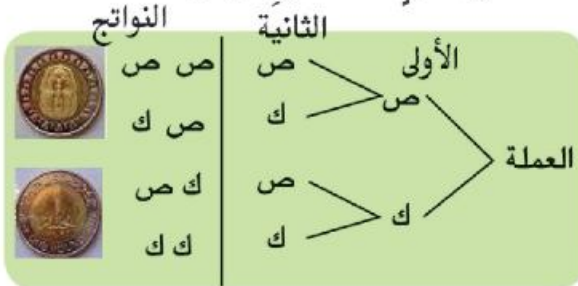 النواتج
الثانية
الأولى
ص ص
ص
ص
ص ك
ك
العملة
ك ص
ص
ك
ك ك
ك